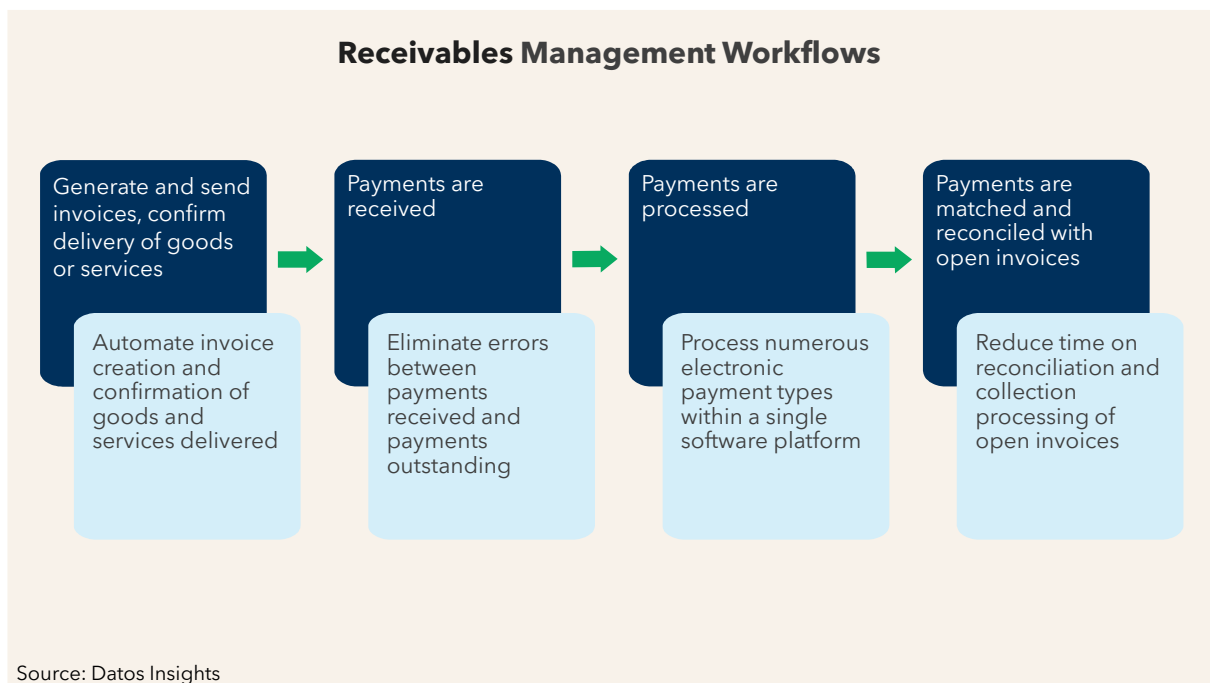 Receivables Management Workflows
Generate and send
invoices, confirm
delivery of goods
or services
Automate invoice
creation and
confirmation of
goods and
services delivered
Payments are
received
Eliminate errors
between
payments
received and
payments
outstanding
Payments are
processed
Process numerous
electronic
payment types
within a single
software platform
Payments are
matched and
reconciled with
open invoices
Reduce time on
reconciliation and
collection
processing of
open invoices
Source: Datos Insights